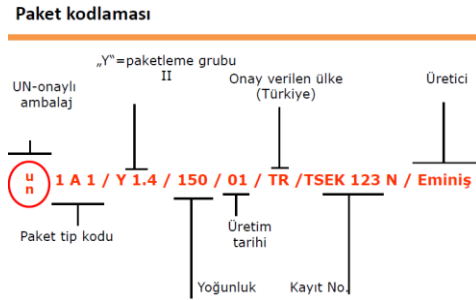 Paket kodlaması
„Y“=paketleme grubu
II
UN-onaylı
ambalaj
Onay verilen ülke
(Türkiye)
Üretici
u
n
1 A 1 / Y 1.4 / 150 / 01 / TR /TSEK 123 N / Eminiş
Paket tip kodu
Üretim
tarihi
Yoğunluk
Kayıt No.